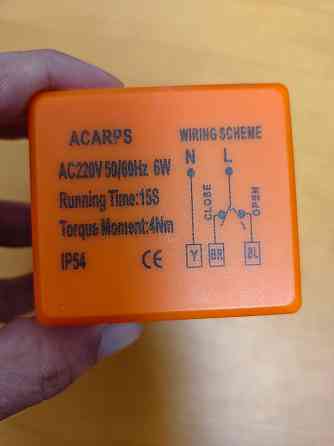 ACARPS
AC220V 50/60Hz 6W
Running Time:15S
Torque Moment:4Nm
IP54 CE
WIRING SCHEME
N L
CLOSE
OPEN
Y BR BL